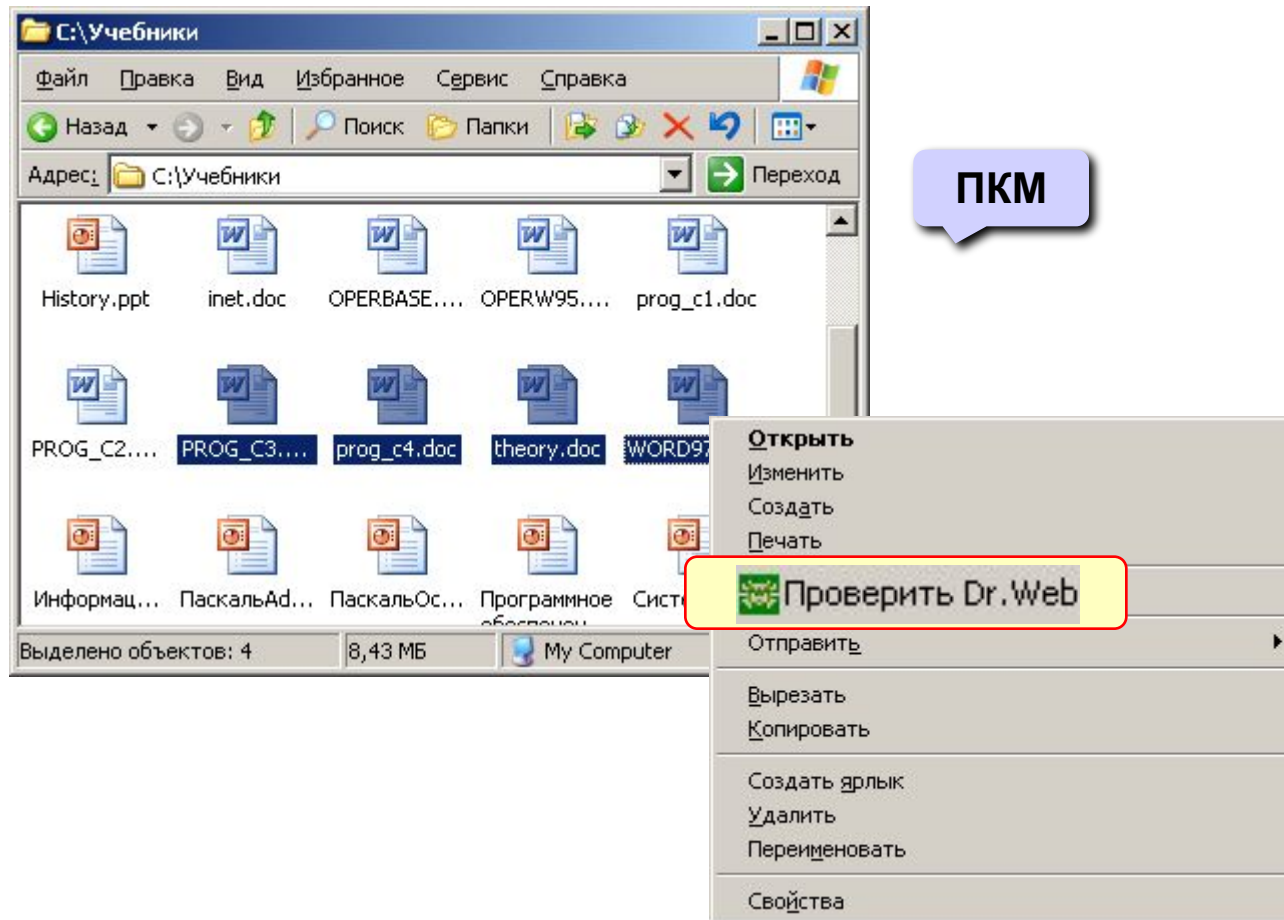 C:\Учебники
Файл Правка Вид Избранное Сервис Справка
Назад Поиск Папки
Адрес: C:\Учебники Переход
ПКМ
History.ppt inet.doc OPERBASE.... OPERW95.... prog_c1.doc
PROG_C2.... PROG_C3.... prog_c4.doc theory.doc WORD97
Информац... ПаскальAd... ПаскальОс... Программное Сист
Выделено объектов: 4 8,43 МБ My Computer
Открыть
Изменить
Создать
Печать
Проверить Dr.Web
Отправить
Вырезать
Копировать
Создать ярлык
Удалить
Переименовать
Свойства